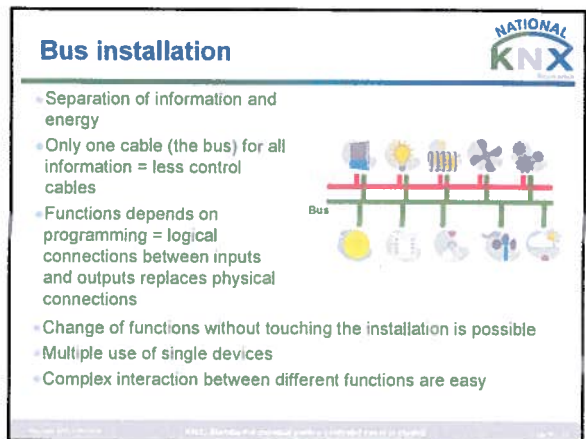 Bus installation
NATIONAL
KNX
Separation of information and
energy
Only one cable (the bus) for all
information = less control
cables
Functions depends on
programming = logical
connections between inputs
and outputs replaces physical
connections
Bus
Change of functions without touching the installation is possible
Multiple use of single devices
Complex interaction between different functions are easy